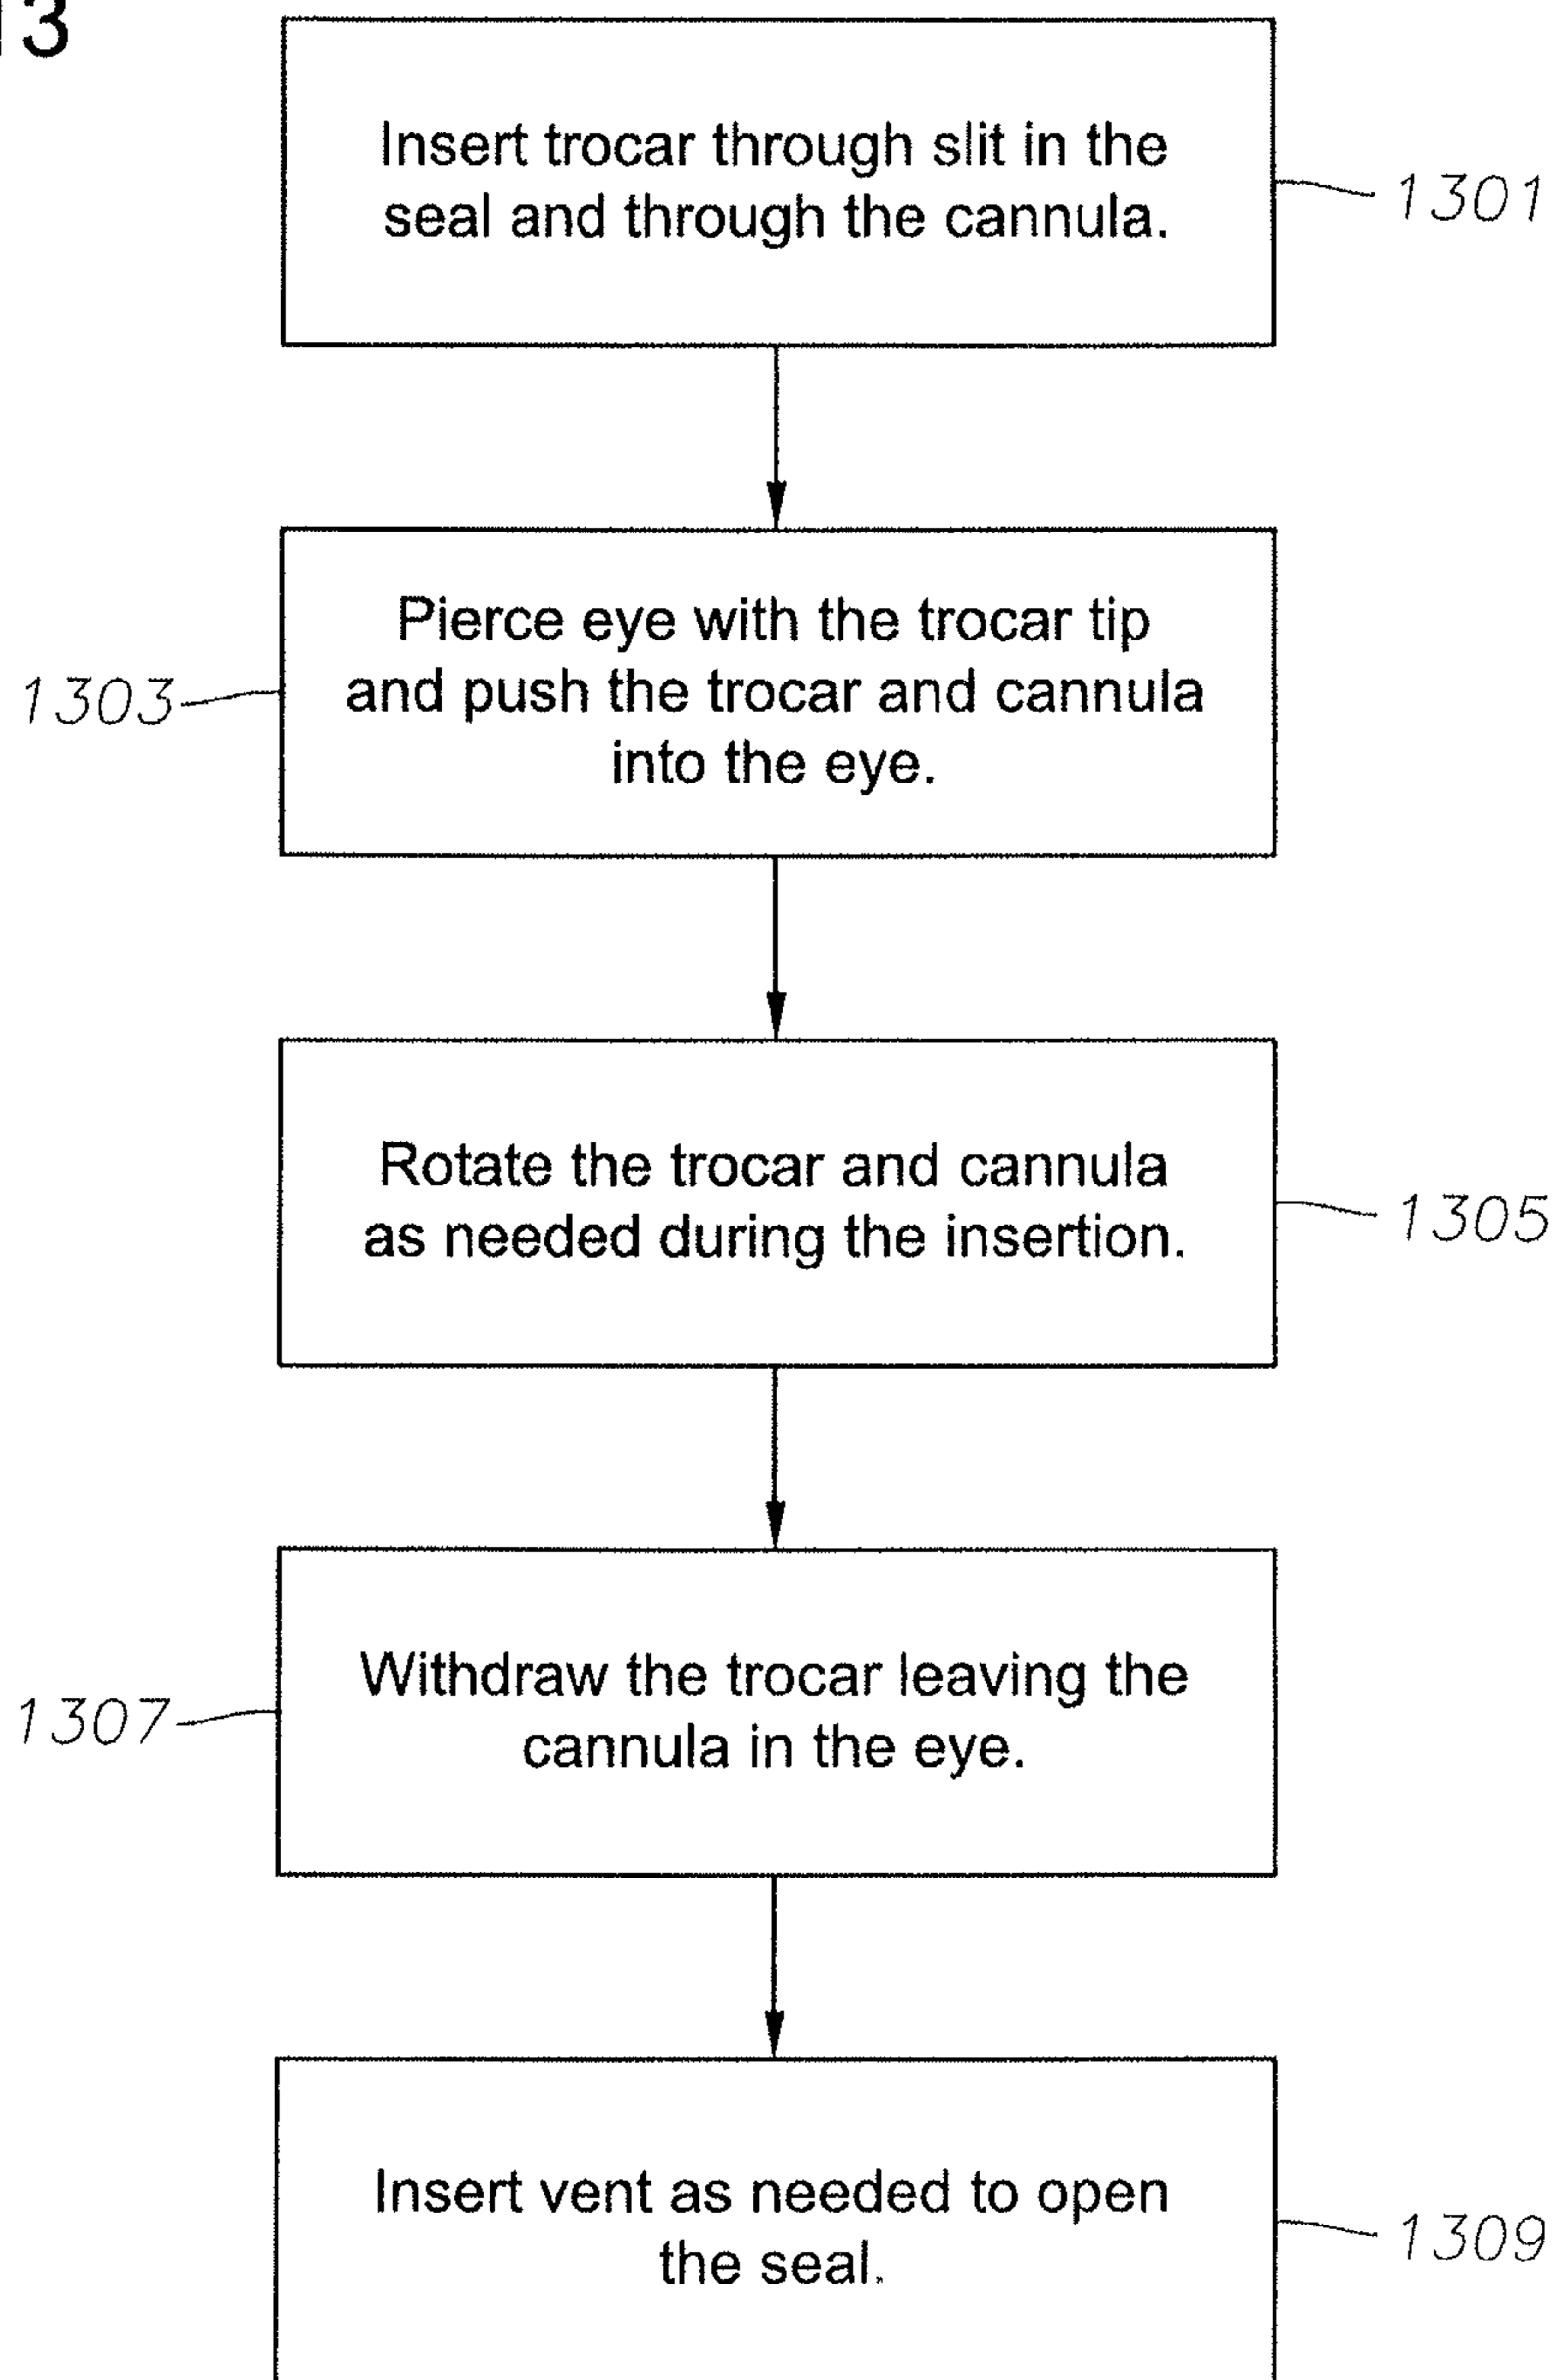 13
Insert trocar through slit in the
seal and through the cannula.
1301
Pierce eye with the trocar tip
and push the trocar and cannula
into the eye.
1303
Rotate the trocar and cannula
as needed during the insertion.
1305
Withdraw the trocar leaving the
cannula in the eye.
1307
Insert vent as needed to open
the seal.
1309